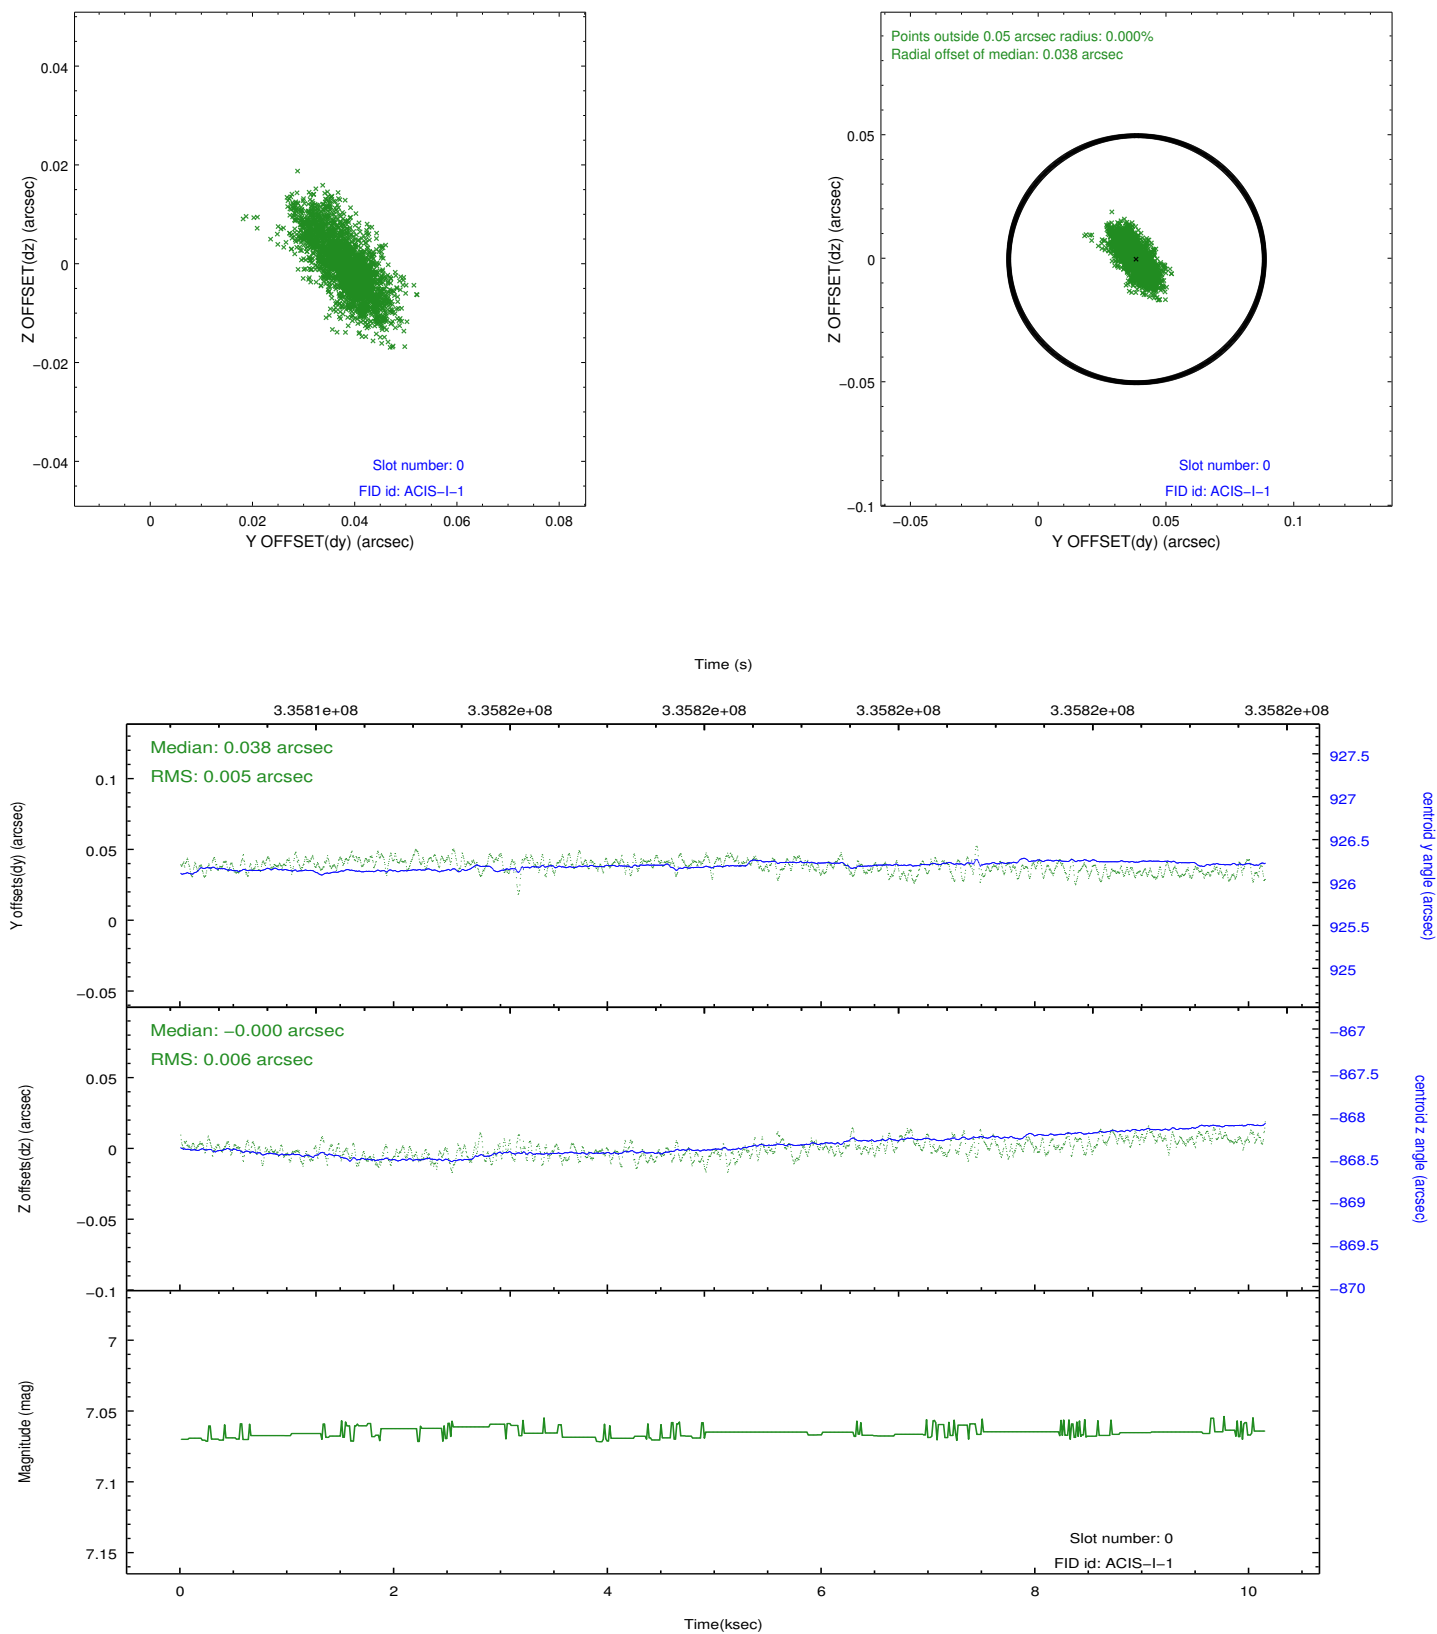 0.04
0.02
0
−0.02
−0.04
Z OFFSET(dz) (arcsec)
Slot number: 0
FID id: ACIS−I−1
0 0.02 0.04 0.06 0.08
Y OFFSET(dy) (arcsec)
Points outside 0.05 arcsec radius: 0.000%
Radial offset of median: 0.038 arcsec
0.05
0
−0.05
−0.1
Z OFFSET(dz) (arcsec)
Slot number: 0
FID id: ACIS−I−1
−0.05 0 0.05 0.1
Y OFFSET(dy) (arcsec)
Time (s)
3.3581e+08 3.3582e+08 3.3582e+08 3.3582e+08 3.3582e+08 3.3582e+08
Median: 0.038 arcsec
RMS: 0.005 arcsec
0.1
0.05
0
−0.05
Y offsets(dy) (arcsec)
927.5
927
926.5
926
925.5
925
centroid y angle (arcsec)
Median: −0.000 arcsec
RMS: 0.006 arcsec
0.05
0
−0.05
−0.1
Z offsets(dz) (arcsec)
−867
−867.5
−868
−868.5
−869
−869.5
−870
centroid z angle (arcsec)
7
7.05
7.1
7.15
Magnitude (mag)
Slot number: 0
FID id: ACIS−I−1
0 2 4 6 8 10
Time(ksec)